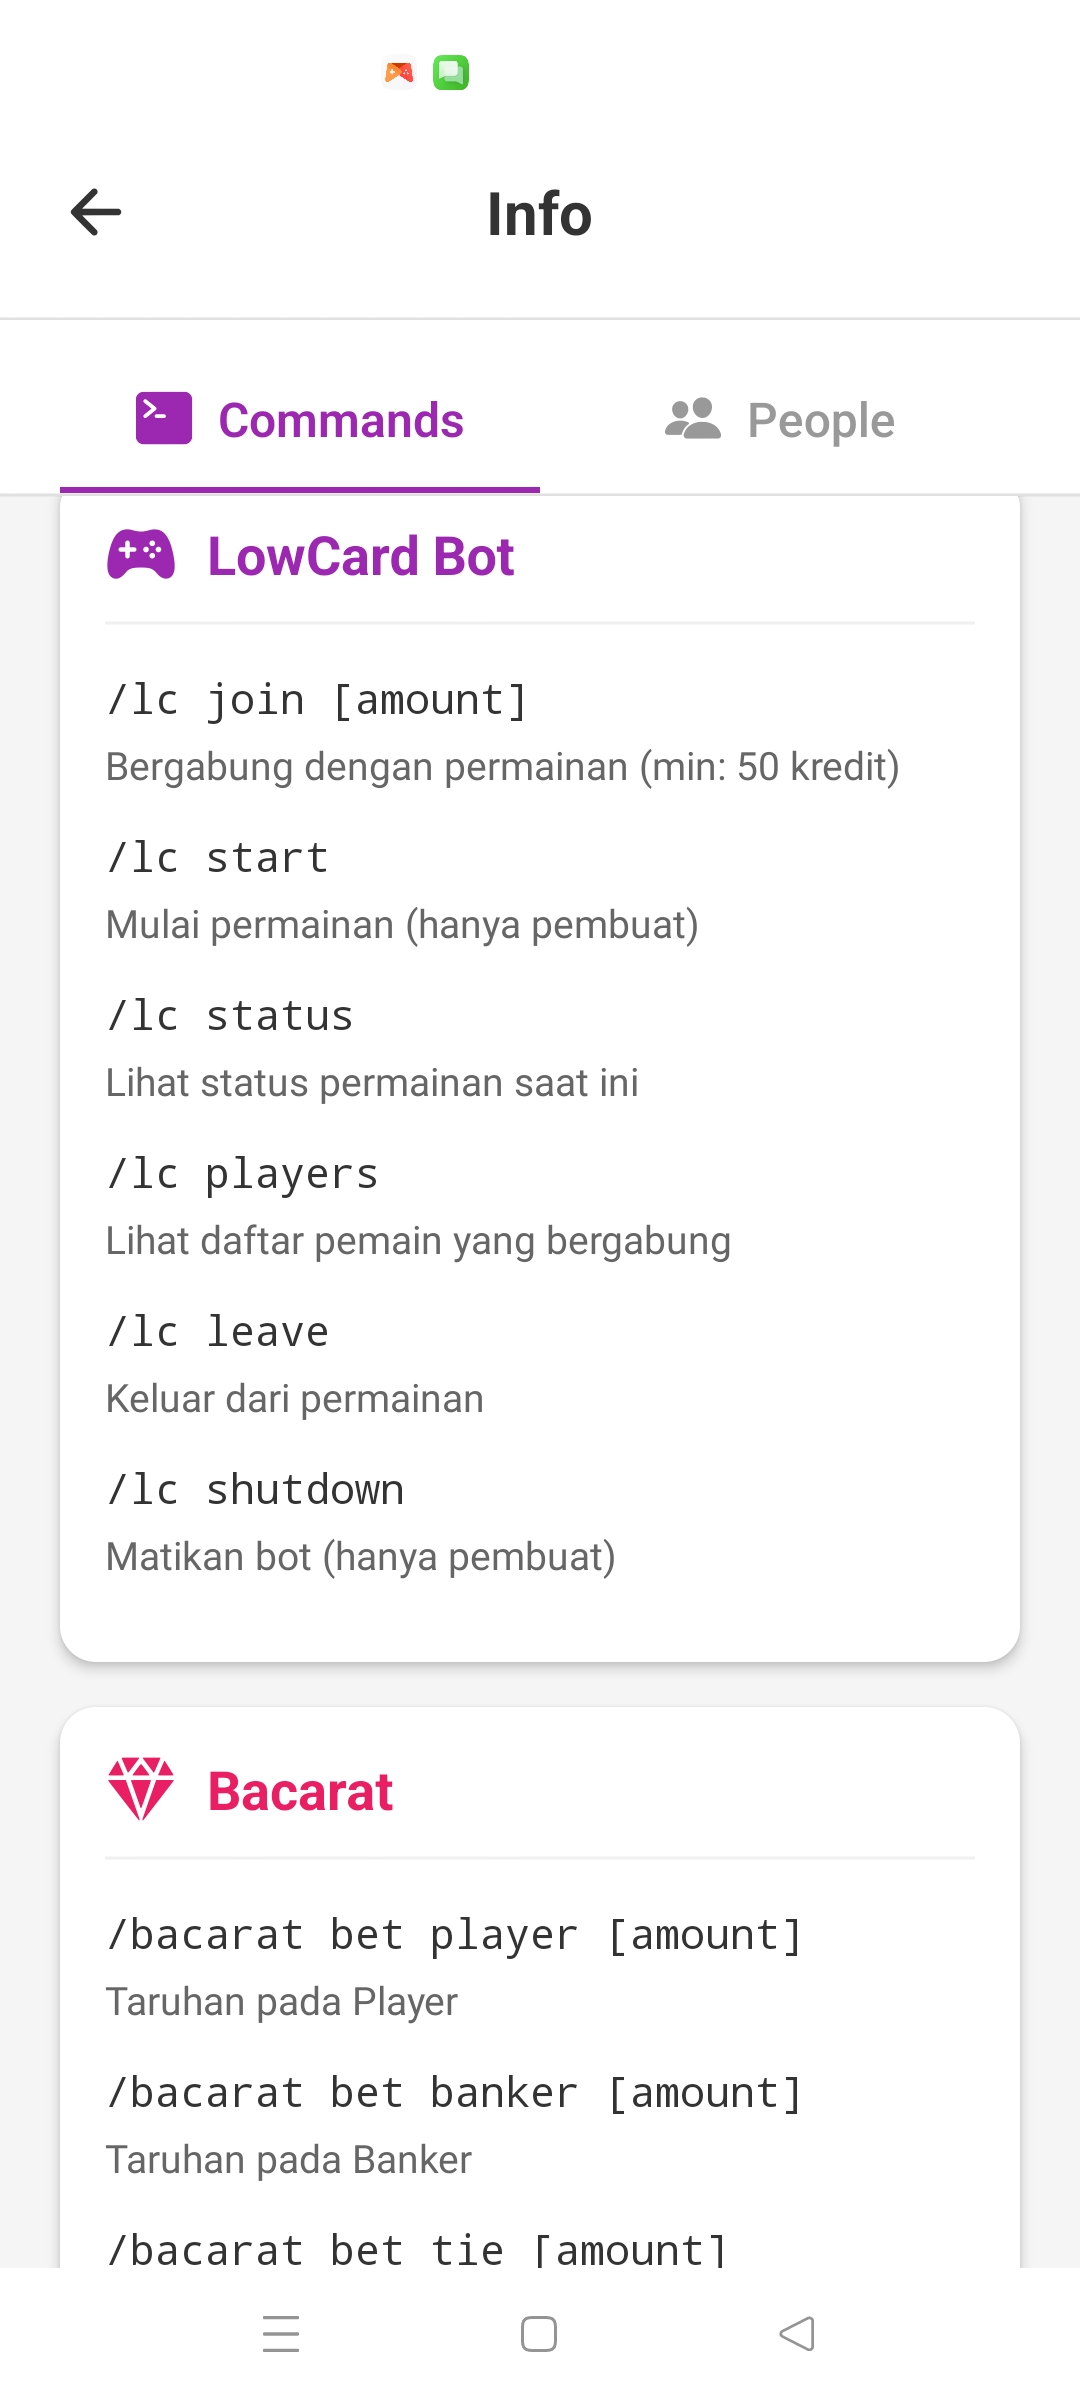 Info
Commands
People
LowCard Bot
/lc join [amount]
Bergabung dengan permainan (min: 50 kredit)
/lc start
Mulai permainan (hanya pembuat)
/lc status
Lihat status permainan saat ini
/lc players
Lihat daftar pemain yang bergabung
/lc leave
Keluar dari permainan
/lc shutdown
Matikan bot (hanya pembuat)
Bacarat
/bacarat bet player [amount]
Taruhan pada Player
/bacarat bet banker [amount]
Taruhan pada Banker
/bacarat bet tie [amount]